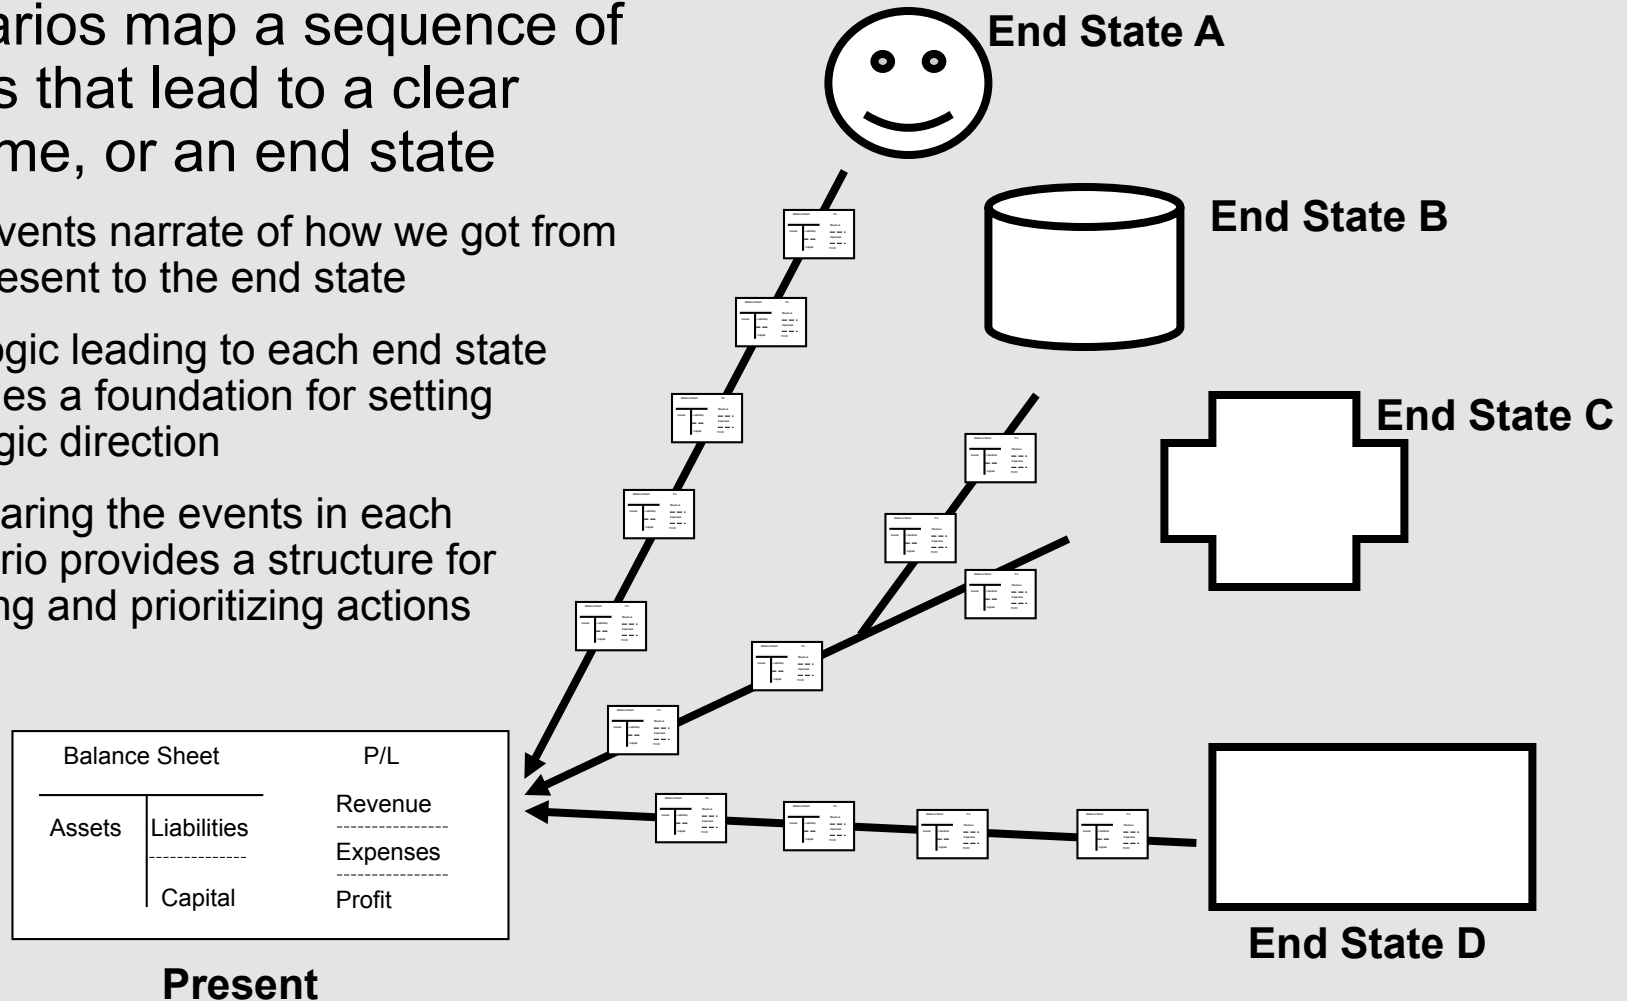 arios map a sequence of
s that lead to a clear
me, or an end state
vents narrate of how we got from
esent to the end state
ogic leading to each end state
es a foundation for setting
gic direction
aring the events in each
rio provides a structure for
ng and prioritizing actions
End State A
End State B
End State C
End State D
Balance Sheet P/L
Revenue
Assets Liabilities
Expenses
Capital Profit
Present